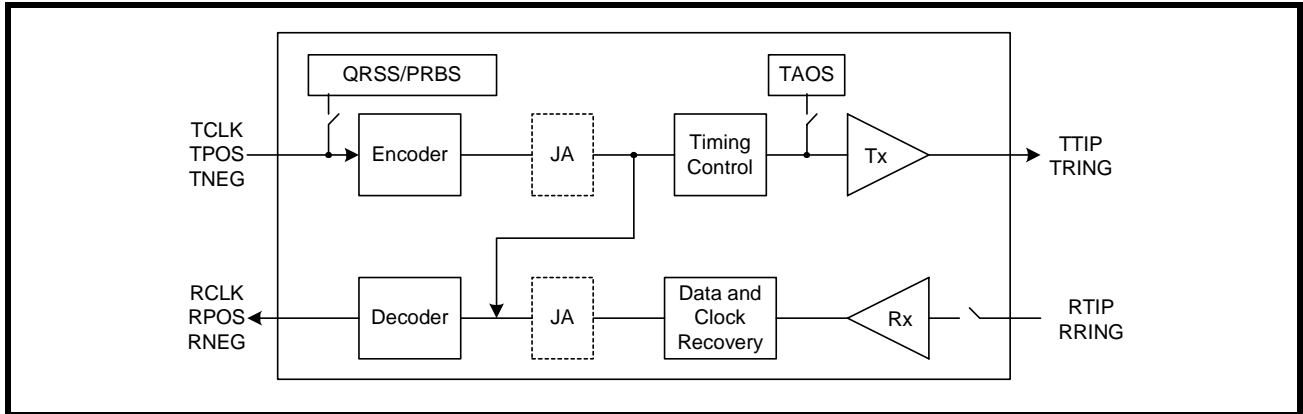 QRSS/PRBS
TAOS
TCLK
TPOS
TNEG
Encoder
JA
Timing
Control
Tx
TTIP
TRING
RCLK
RPOS
RNEG
Decoder
JA
Data and
Clock
Recovery
Rx
RTIP
RRING